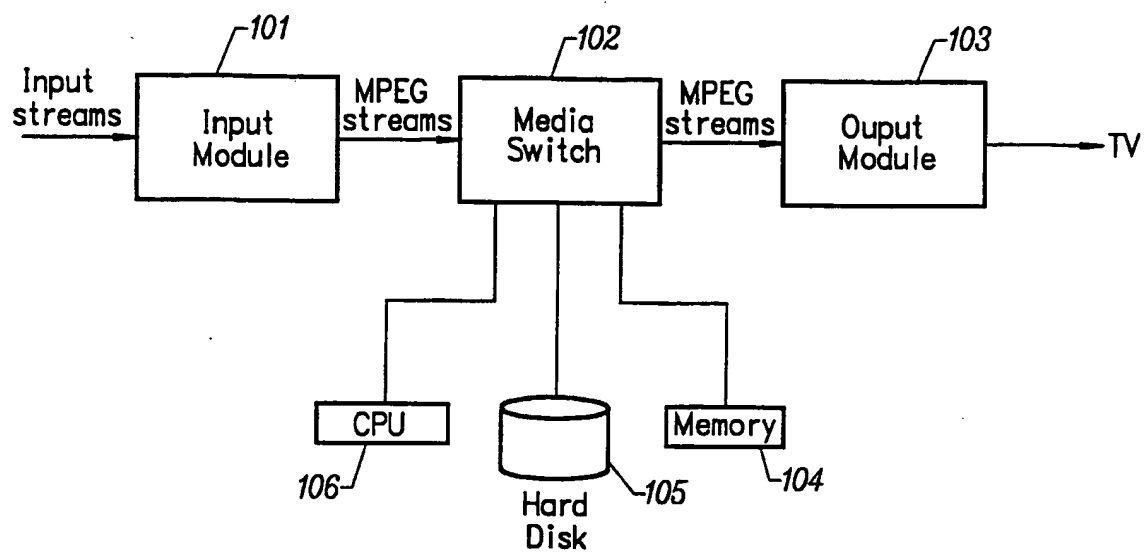 101
102
103
Input
streams
Input
Module
MPEG
streams
Media
Switch
MPEG
streams
Ouput
Module
TV
CPU
106
Hard
Disk
105
Memory
104